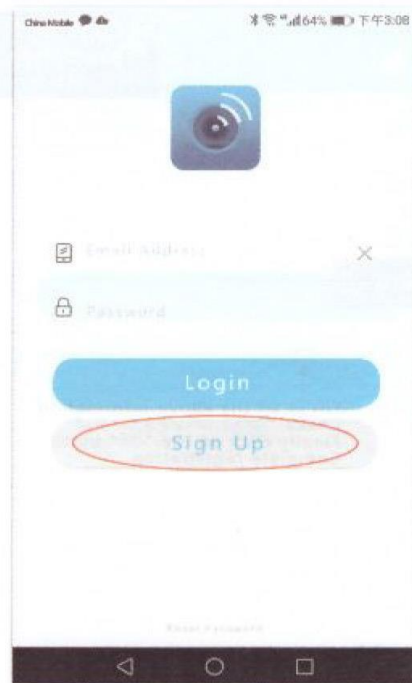 China Mobile 64% 下午3:08
Email Address
Password
Login
Sign Up
Reset Password